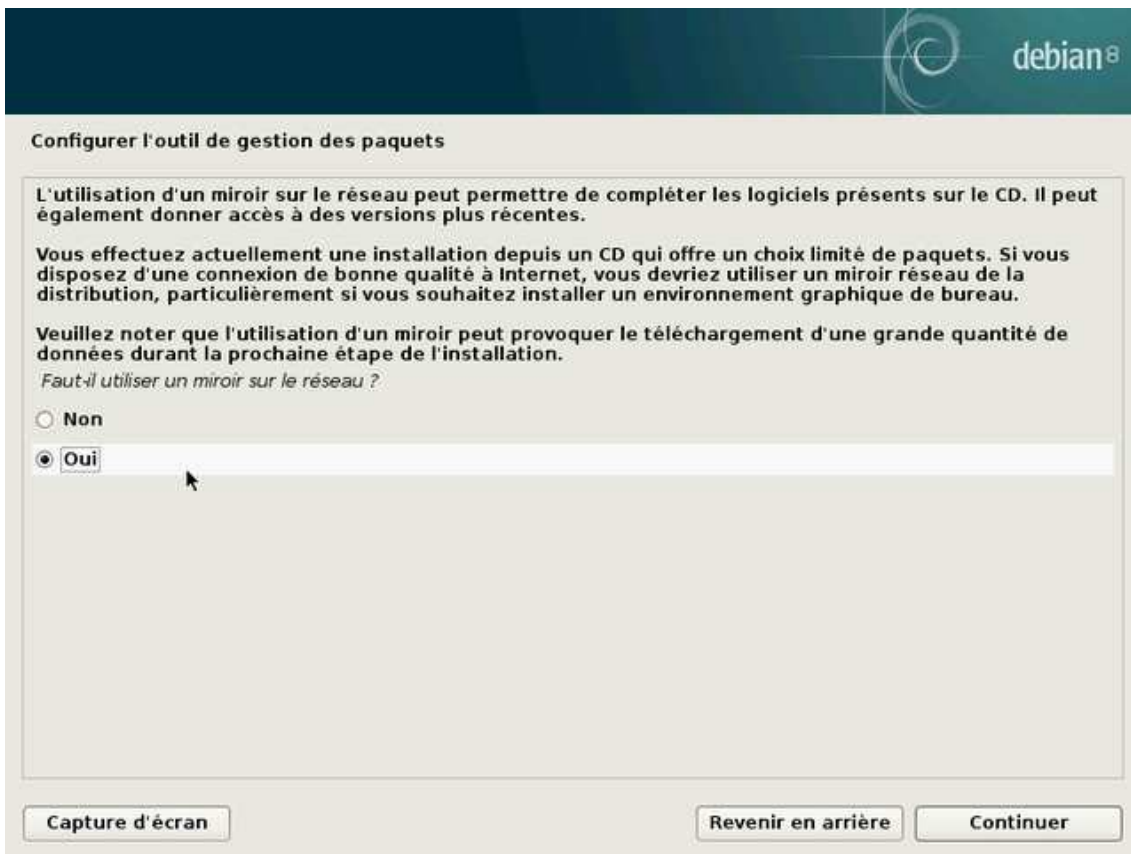 debian 8
Configurer l'outil de gestion des paquets
L'utilisation d'un miroir sur le réseau peut permettre de compléter les logiciels présents sur le CD. Il peut
également donner accès à des versions plus récentes.
Vous effectuez actuellement une installation depuis un CD qui offre un choix limité de paquets. Si vous
disposez d'une connexion de bonne qualité à Internet, vous devriez utiliser un miroir réseau de la
distribution, particulièrement si vous souhaitez installer un environnement graphique de bureau.
Veuillez noter que l'utilisation d'un miroir peut provoquer le téléchargement d'une grande quantité de
données durant la prochaine étape de l'installation.
Faut-il utiliser un miroir sur le réseau ?
Non
Oui
Capture d'écran
Revenir en arrière
Continuer